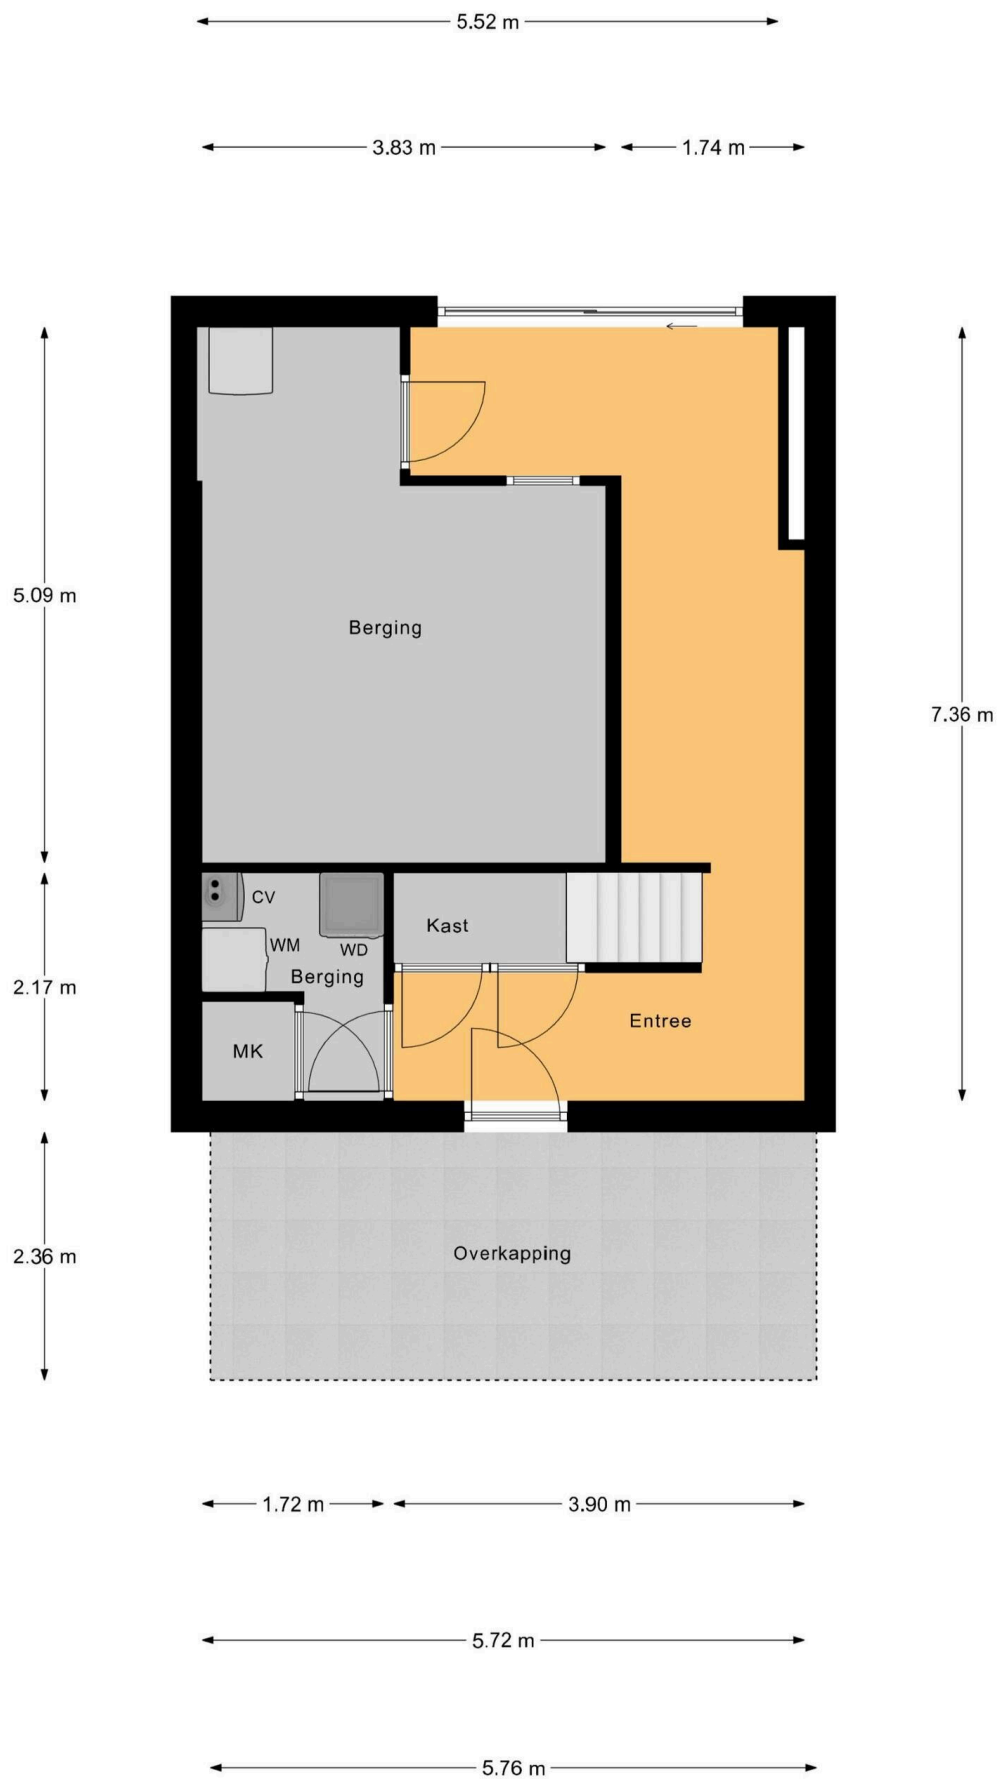 5.52 m
3.83 m
1.74 m
5.09 m
Berging
7.36 m
CV
WM
WD
Kast
Berging
2.17 m
Entree
MK
2.36 m
Overkapping
1.72 m
3.90 m
5.72 m
5.76 m